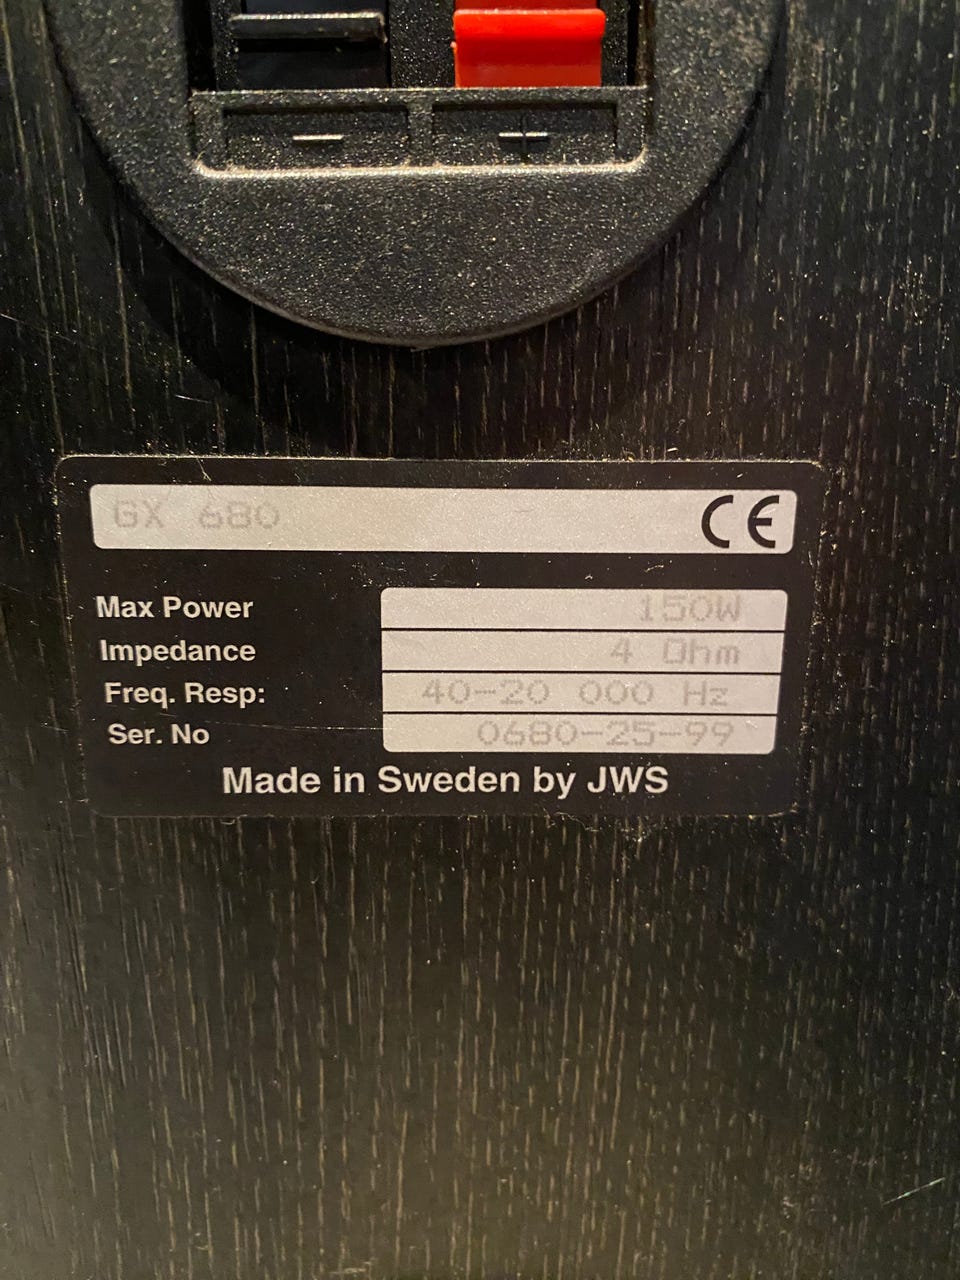 - +
GX 680 CE
Max Power 150W
Impedance 4 Ohm
Freq. Resp: 40-20 000 Hz
Ser. No 0680-25-99
Made in Sweden by JWS